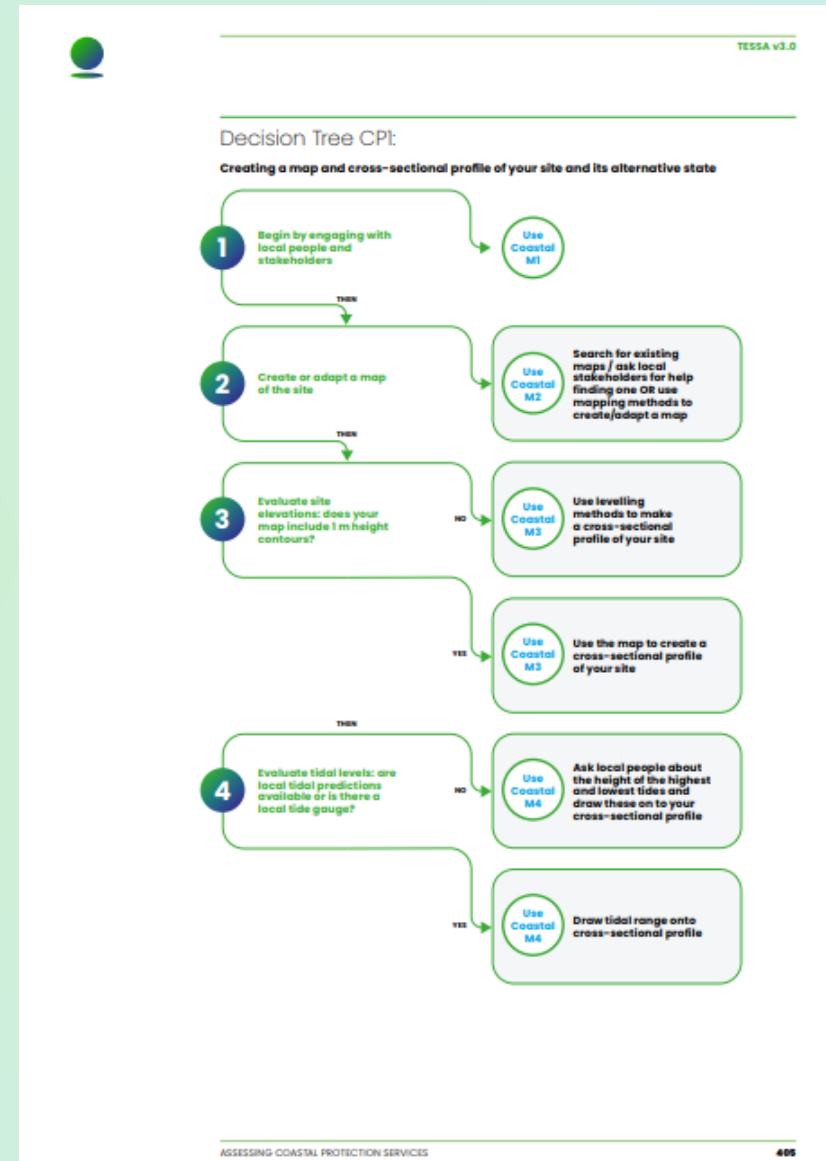 TESSA v3.0
Decision Tree CP1:
Creating a map and cross-sectional profile of your site and its alternative state
1
Begin by engaging with
local people and
stakeholders
Use
Coastal
M1
THEN
2
Create or adapt a map
of the site
Use
Coastal
M2
Search for existing
maps / ask local
stakeholders for help
finding one OR use
mapping methods to
create/adapt a map
THEN
3
Evaluate site
elevations: does your
map include 1 m height
contours?
NO
Use
Coastal
M3
Use levelling
methods to make
a cross-sectional
profile of your site
YES
Use
Coastal
M3
Use the map to create a
cross-sectional profile
of your site
THEN
4
Evaluate tidal levels: are
local tidal predictions
available or is there a
local tide gauge?
NO
Use
Coastal
M4
Ask local people about
the height of the highest
and lowest tides and
draw these on to your
cross-sectional profile
YES
Use
Coastal
M4
Draw tidal range onto
cross-sectional profile
ASSESSING COASTAL PROTECTION SERVICES
405